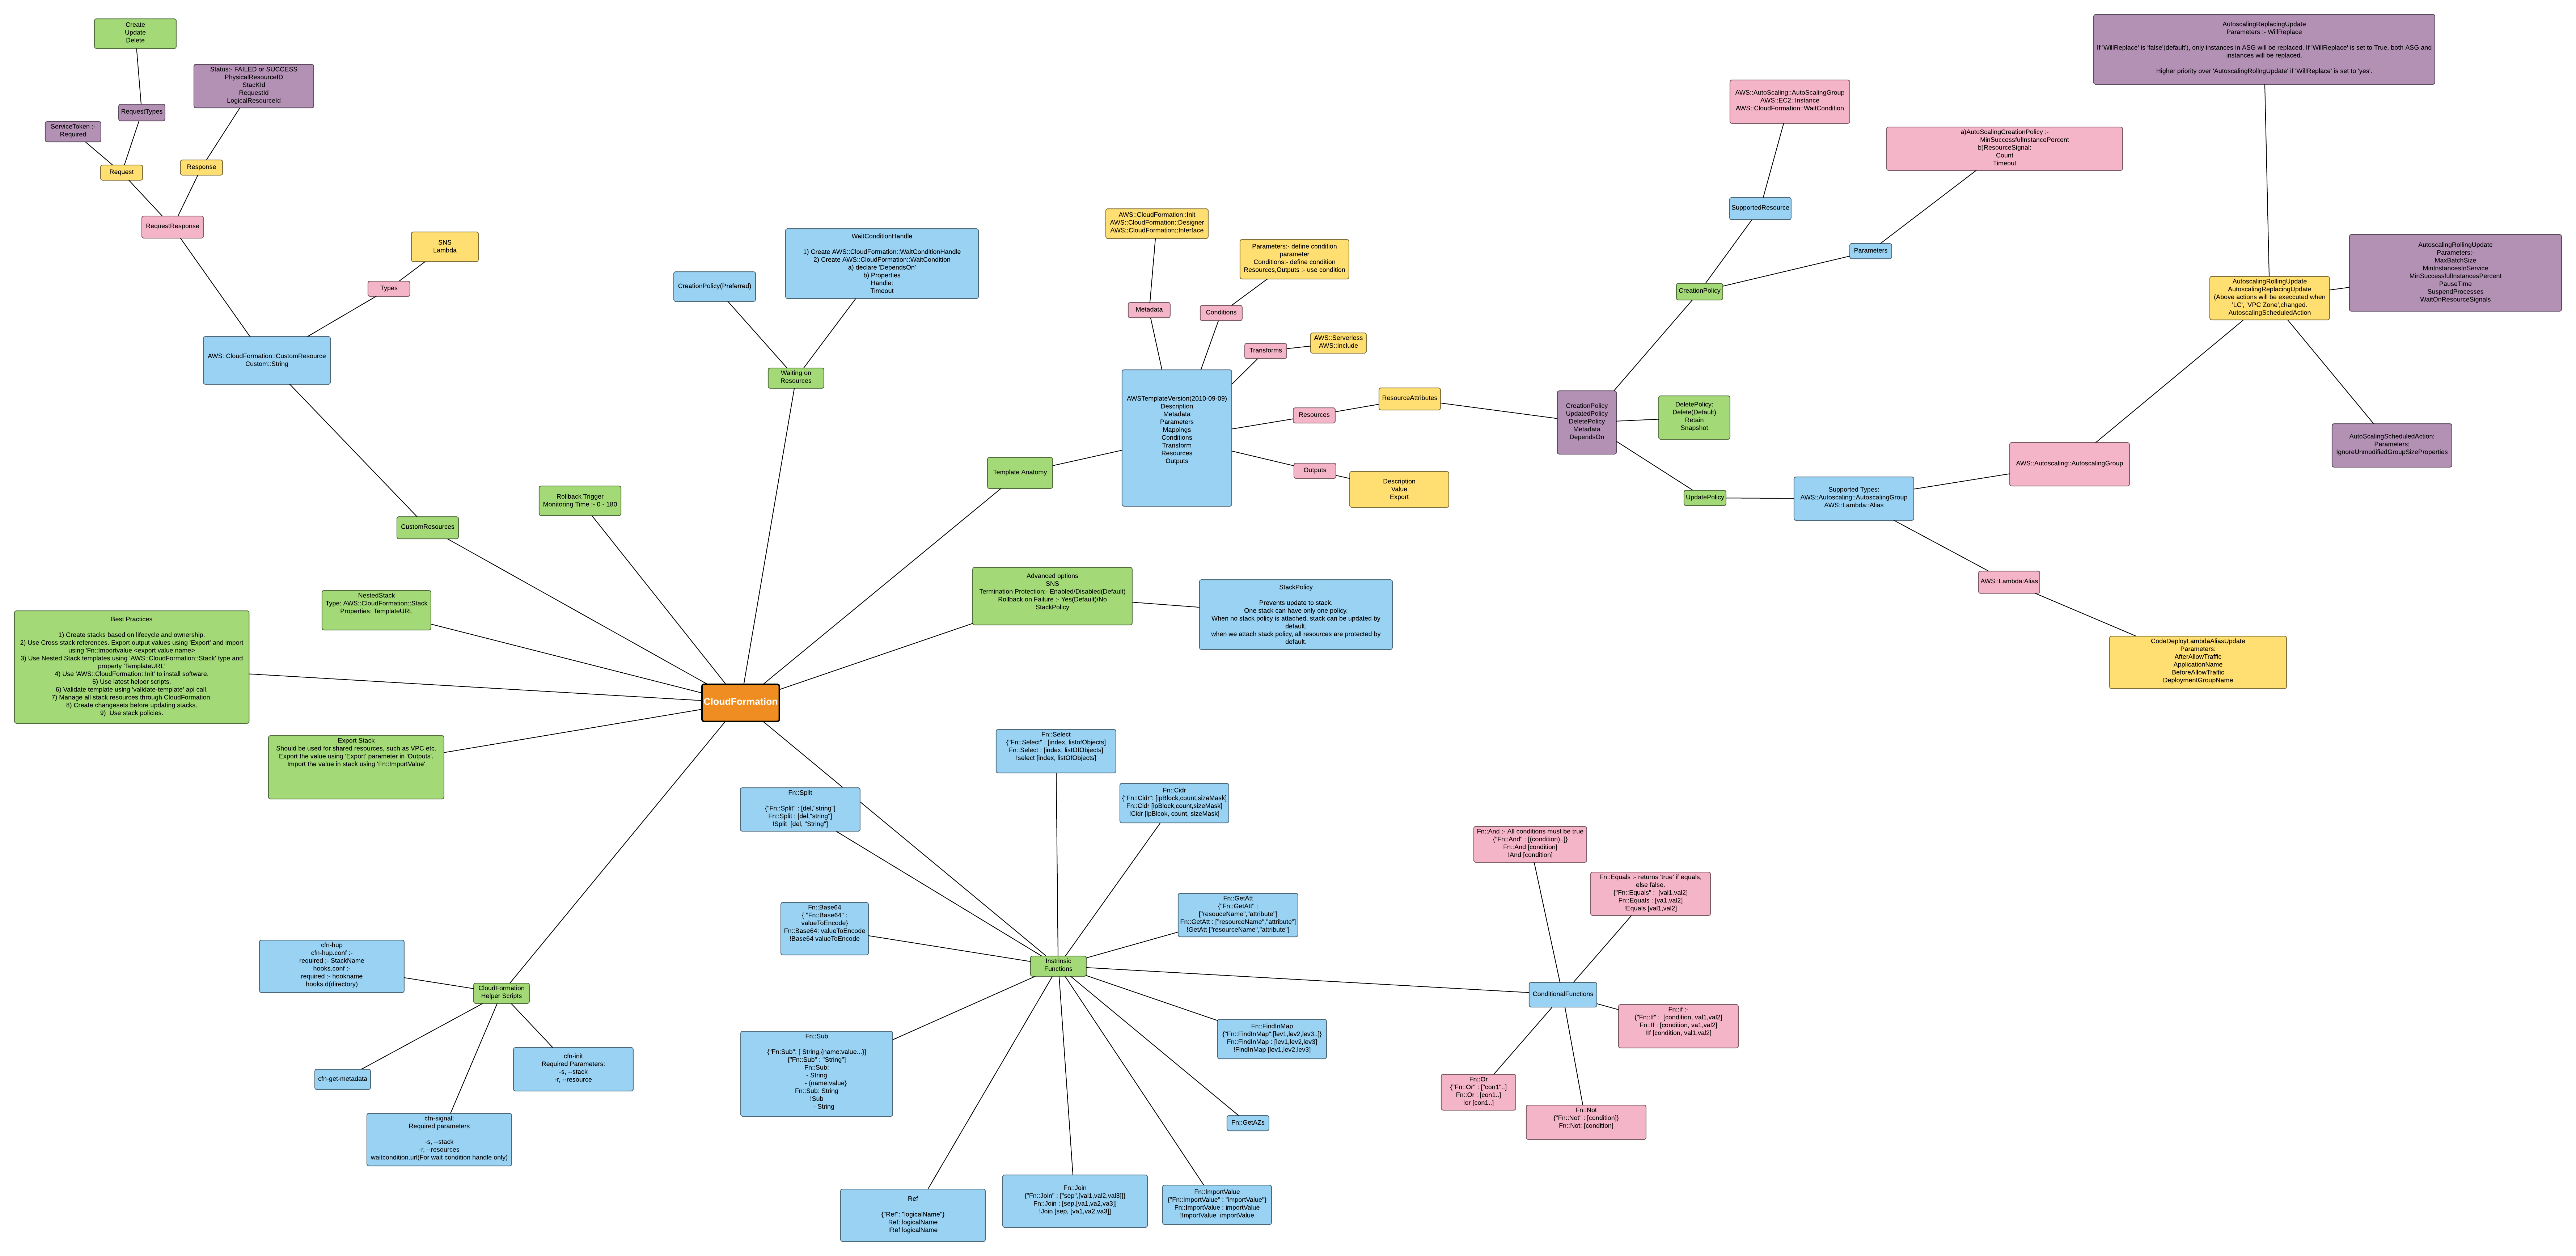 Create
Update
Delete
Status:- FAILED or SUCCESS
PhysicalResourceID
StacKId
RequestId
LogicalResourceId
RequestTypes
ServiceToken :-
Required
Request
Response
RequestResponse
SNS
Lambda
Types
AWS::CloudFormation::CustomResource
Custom::String
CustomResources
Rollback Trigger
Monitoring Time :- 0 - 180
NestedStack
Type: AWS::CloudFormation::Stack
Properties: TemplateURL
Best Practices
1) Create stacks based on lifecycle and ownership.
2) Use Cross stack references. Export output values using 'Export' and import
using 'Fn::Importvalue <export value name>
3) Use Nested Stack templates using 'AWS::CloudFormation::Stack' type and
property 'TemplateURL'
4) Use 'AWS::CloudFormation::Init' to install software.
5) Use latest helper scripts.
6) Validate template using 'validate-template' api call.
7) Manage all stack resources through CloudFormation.
8) Create changesets before updating stacks.
9) Use stack policies.
Export Stack
Should be used for shared resources, such as VPC etc.
Export the value using 'Export' parameter in 'Outputs'.
Import the value in stack using 'Fn::ImportValue'
CloudFormation
CreationPolicy(Preferred)
WaitConditionHandle
1) Create AWS::CloudFormation::WaitConditionHandle
2) Create AWS::CloudFormation::WaitCondition
a) declare 'DependsOn'
b) Properties
Handle:
Timeout
Waiting on
Resources
Template Anatomy
AWS::CloudFormation::Init
AWS::CloudFormation::Designer
AWS::CloudFormation::Interface
Metadata
Parameters:- define condition
parameter
Conditions:- define condition
Resources,Outputs :- use condition
Conditions
Transforms
AWS::Serverless
AWS::Include
AWSTemplateVersion(2010-09-09)
Description
Metadata
Parameters
Mappings
Conditions
Transform
Resources
Outputs
Resources
ResourceAttributes
Outputs
Description
Value
Export
Advanced options
SNS
Termination Protection:- Enabled/Disabled(Default)
Rollback on Failure :- Yes(Default)/No
StackPolicy
StackPolicy
Prevents update to stack.
One stack can have only one policy.
When no stack policy is attached, stack can be updated by
default.
when we attach stack policy, all resources are protected by
default.
CreationPolicy
UpdatedPolicy
DeletePolicy
Metadata
DependsOn
CreationPolicy
SupportedResource
AWS::AutoScaling::AutoScalingGroup
AWS::EC2::Instance
AWS::CloudFormation::WaitCondition
Parameters
a)AutoScalingCreationPolicy :-
MinSuccessfulInstancePercent
b)ResourceSignal:
Count
Timeout
DeletePolicy:
Delete(Default)
Retain
Snapshot
UpdatePolicy
Supported Types:
AWS::Autoscaling::AutoscalingGroup
AWS::Lambda::Alias
AWS::Autoscaling::AutoscalingGroup
AutoscalingReplacingUpdate
Parameters :- WillReplace
If 'WillReplace' is 'false'(default'), only instances in ASG will be replaced. If 'WillReplace' is set to True, both ASG and
instances will be replaced.
Higher priority over 'AutoscalingRollngUpdate' if 'WillReplace' is set to 'yes'.
AutoscalingRollingUpdate
AutoscalingReplacingUpdate
(Above actions will be execcuted when
'LC', 'VPC Zone',changed.
AutoscalingScheduledAction
AutoscalingRollingUpdate
Parameters:-
MaxBatchSize
MinInstancesInService
MinSuccessfulInstancesPercent
PauseTime
SuspendProcesses
WaitOnResourceSignals
AutoScalingScheduledAction:
Parameters:
IgnoreUnmodifiedGroupSizeProperties
AWS::Lambda:Alias
CodeDeployLambdaAliasUpdate
Parameters:
AfterAllowTraffic
ApplicationName
BeforeAllowTraffic
DeploymentGroupName
Fn::Select
{"Fn::Select" : [index, listofObjects]
Fn::Select : [index, listOfObjects]
!select [index, listOfObjects]
Fn::Split
{"Fn::Split" : [del,"string"]
Fn::Split : [del,"string"]
!Split [del, "String"]
Fn::Cidr
{"Fn::Cidr": [ipBlock,count,sizeMask]
Fn::Cidr [ipBlock,count,sizeMask]
!Cidr [ipBlcok, count, sizeMask]
Fn::Base64
{ "Fn::Base64" :
valueToEncode}
Fn::Base64: valueToEncode
!Base64 valueToEncode
Fn::GetAtt
{"Fn::GetAtt" :
["resouceName","attribute"]
Fn::GetAtt : ["resourceName","attribute"]
!GetAtt ["resourceName","attribute"]
Instrinsic
Functions
Fn::And :- All conditions must be true
{"Fn::And" : [(condition)..]}
Fn::And [condition]
!And [condition]
Fn::Equals :- returns 'true' if equals,
else false.
{"Fn::Equals" : [val1,val2]
Fn::Equals : [va1,val2]
!Equals [val1,val2]
ConditionalFunctions
Fn::if :-
{"Fn::If" : [condition, val1,val2]
Fn::If : [condition, va1,val2]
!If [condition, val1,val2]
Fn::Or
{"Fn::Or" : ["con1"..]
Fn::Or : [con1..]
!or [con1..]
Fn::Not
{"Fn::Not" : [condition]}
Fn::Not: [condition]
cfn-hup
cfn-hup.conf :-
required ;- StackName
hooks.conf :-
required :- hookname
hooks.d(directory)
CloudFormation
Helper Scripts
cfn-get-metadata
cfn-init
Required Parameters:
-s, --stack
-r, --resource
cfn-signal:
Required parameters
-s, --stack
-r, --resources
waitcondition.url(For wait condition handle only)
Fn::Sub
{"Fn:Sub": [ String,{name:value...}]
{"Fn::Sub" : "String"]
Fn::Sub:
- String
- {name:value}
Fn::Sub: String
!Sub
- String
Fn::FindInMap
{"Fn::FindInMap":[lev1,lev2,lev3..]}
Fn::FindInMap : [lev1,lev2,lev3]
!FindInMap [lev1,lev2,lev3]
Fn::GetAZs
Ref
{"Ref": "logicalName"}
Ref: logicalName
!Ref logicalName
Fn::Join
{"Fn::Join" : ["sep",[val1,val2,val3]]}
Fn::Join : [sep,[va1,va2,va3]]
!Join [sep, [va1,va2,va3]]
Fn::ImportValue
{"Fn::ImportValue" : "importValue"}
Fn::ImportValue : importValue
!ImportValue importValue